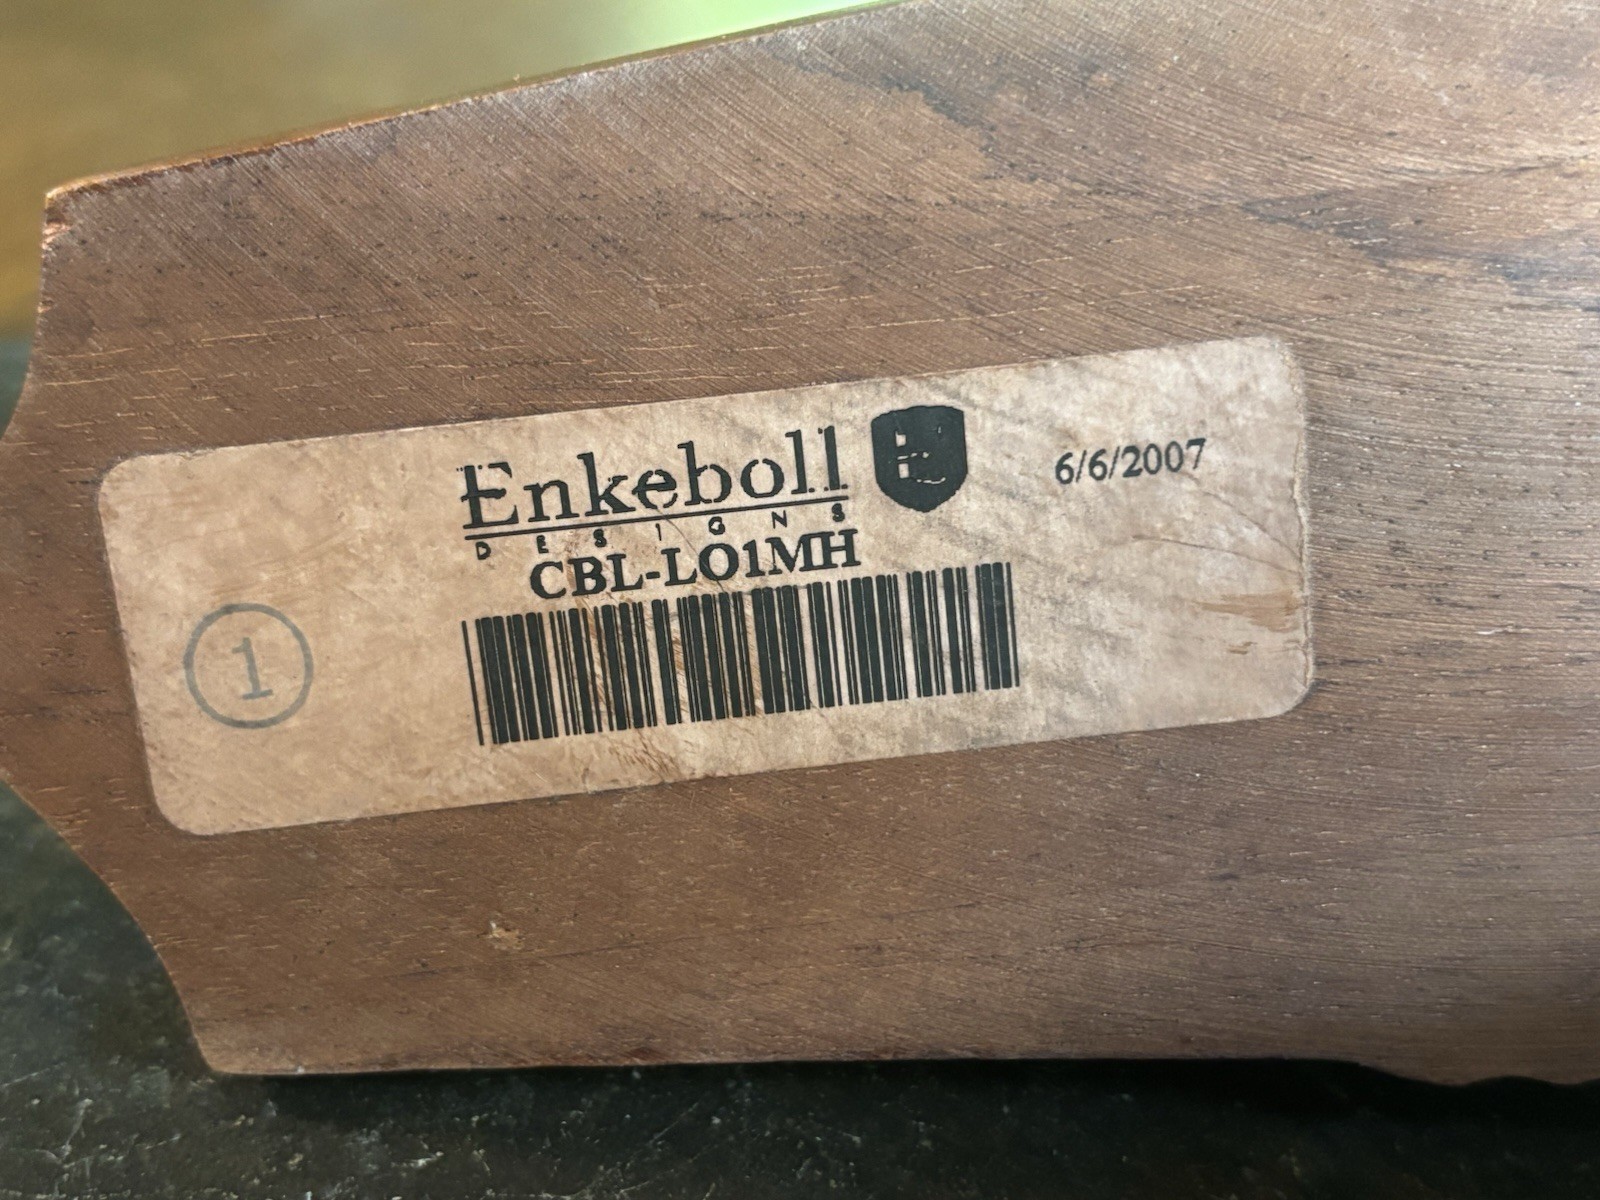 Enkeboll
DESIGNS
6/6/2007
CBL-LO1MH
1